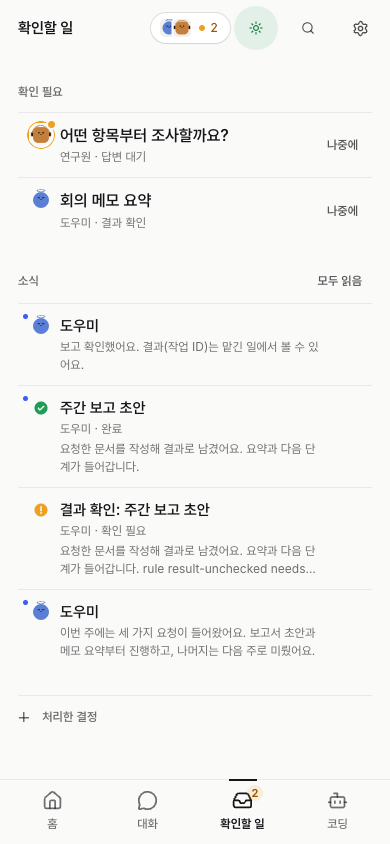 확인할 일
2
확인 필요
어떤 항목부터 조사할까요?
연구원 · 답변 대기
나중에
회의 메모 요약
도우미 · 결과 확인
나중에
소식
모두 읽음
도우미
보고 확인했어요. 결과(작업 ID)는 맡긴 일에서 볼 수 있
어요.
주간 보고 초안
도우미 · 완료
요청한 문서를 작성해 결과로 남겼어요. 요약과 다음 단
계가 들어갑니다.
결과 확인: 주간 보고 초안
도우미 · 확인 필요
요청한 문서를 작성해 결과로 남겼어요. 요약과 다음 단
계가 들어갑니다. rule result-unchecked needs...
도우미
이번 주에는 세 가지 요청이 들어왔어요. 보고서 초안과
메모 요약부터 진행하고, 나머지는 다음 주로 미뤘어요.
처리한 결정
2
홈
대화
확인할 일
코딩